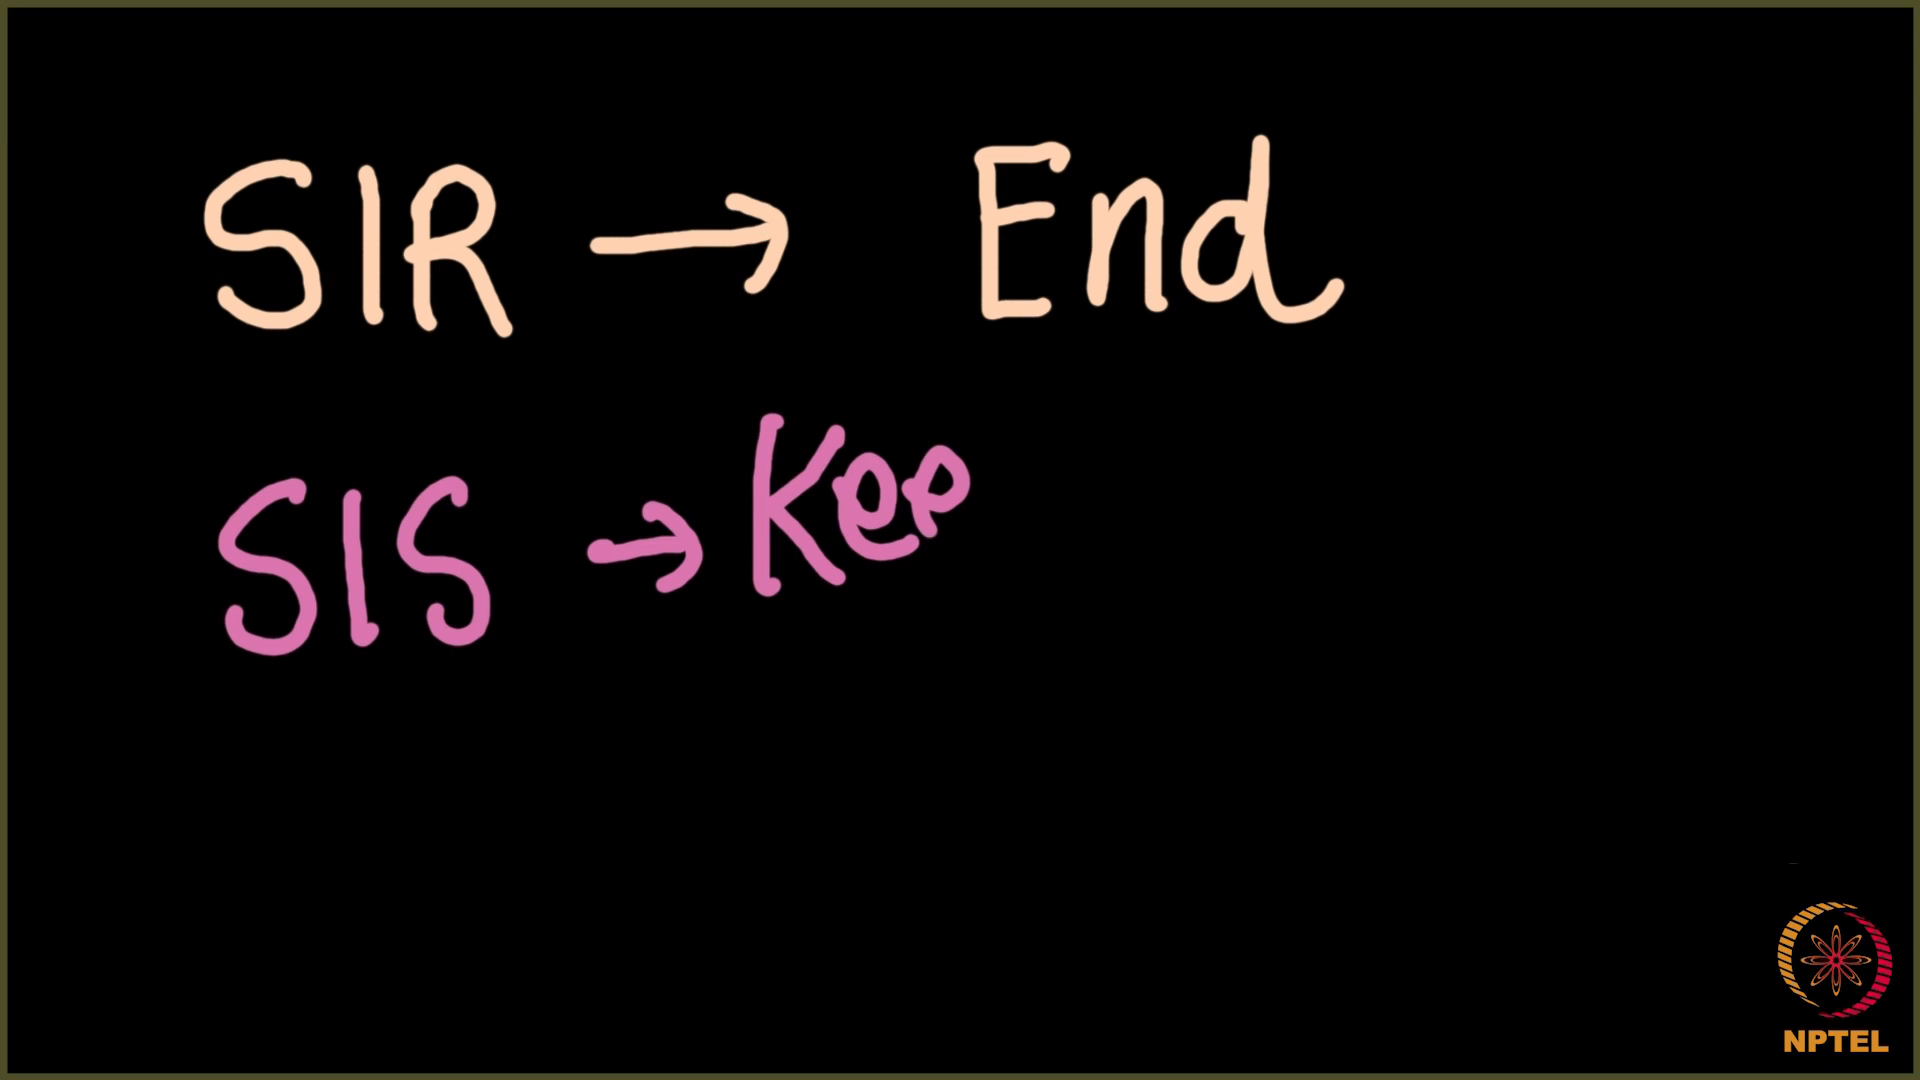 SIR → End
SIS → Kee
NPTEL